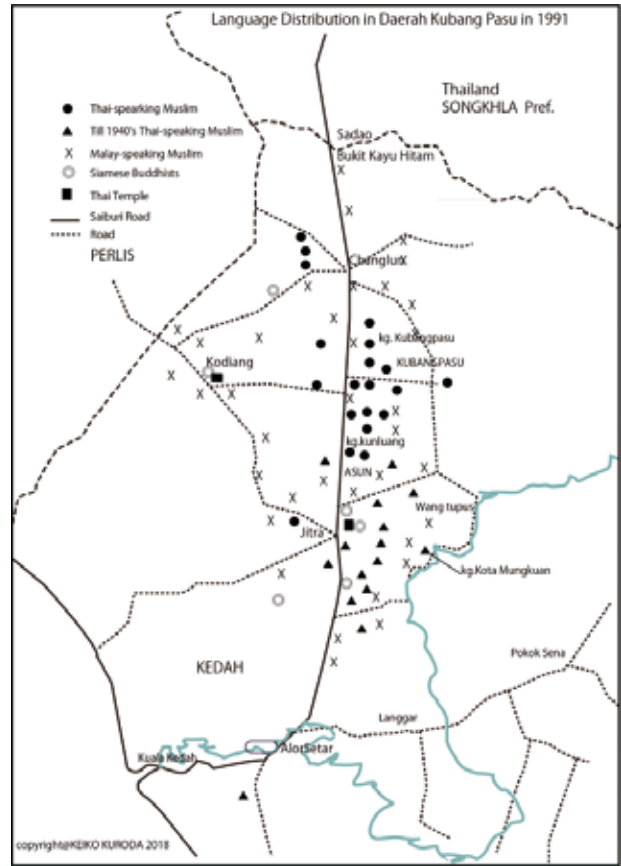 Language Distribution in Daerah Kubang Pasu in 1991
Thailand
SONGKHLA Pref.
Thai-spearking Muslim
Till 1940's Thai-speaking Muslim
Malay-speaking Muslim
Siamese Buddhists
Thai Temple
Saiburi Road
Road
PERLIS
Sadao
Bukit Kayu Hitam
Changlun
kg. Kubangpasu
KUBANGPASU
Kodiang
kg.kunluang
ASUN
Wang tupus
Jitra
kg.Kota Mungkuan
KEDAH
Pokok Sena
Langgar
AlorSetar
Kuala Kedah
copyright@KEIKO KURODA 2018